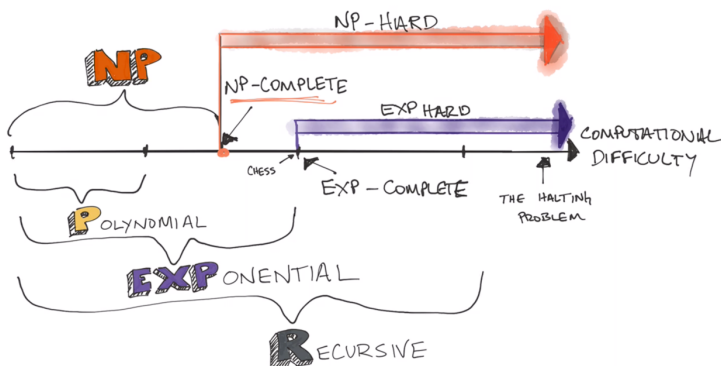 NP-HARD
NP
NP-COMPLETE
EXP HARD
COMPUTATIONAL
DIFFICULTY
CHESS
EXP-COMPLETE
THE HALTING
PROBLEM
POLYNOMIAL
EXPONENTIAL
RECURSIVE